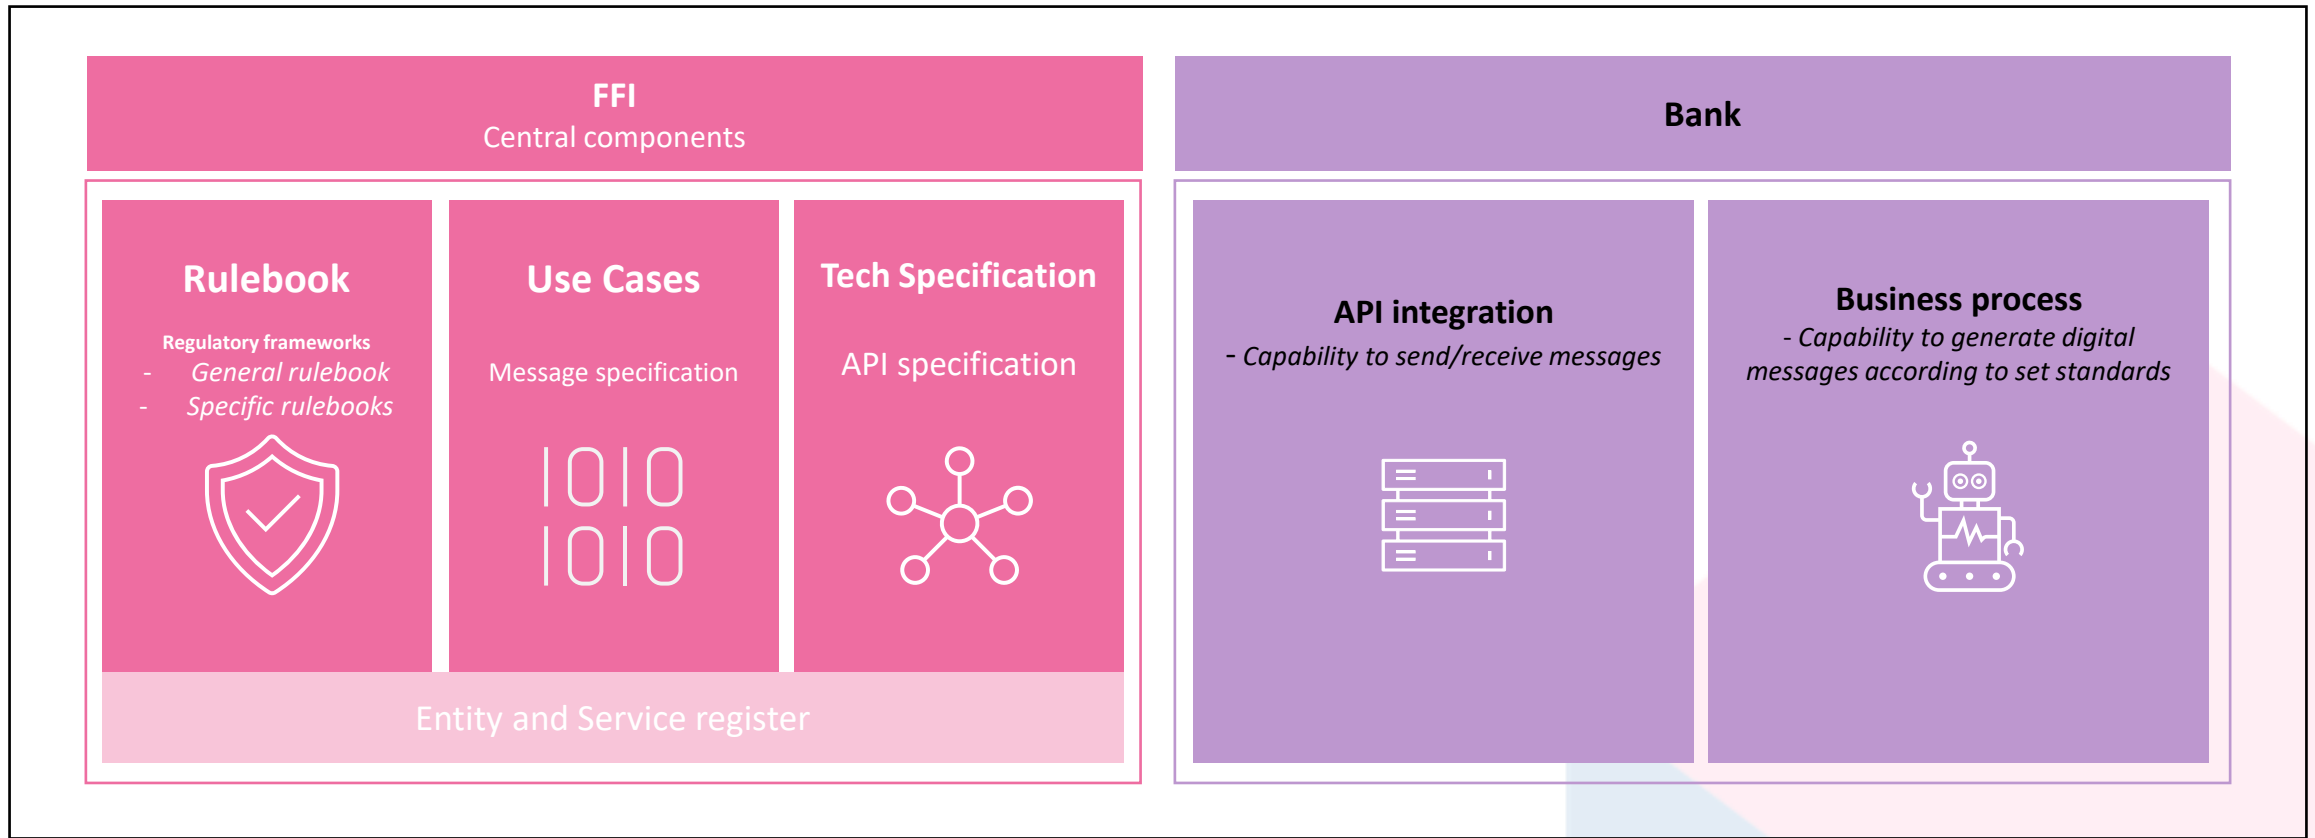 FFI
Central components
Bank
Rulebook
Regulatory frameworks
- General rulebook
- Specific rulebooks
Use Cases
Message specification
Tech Specification
API specification
API integration
- Capability to send/receive messages
Business process
- Capability to generate digital
messages according to set standards
1010
1010
Entity and Service register